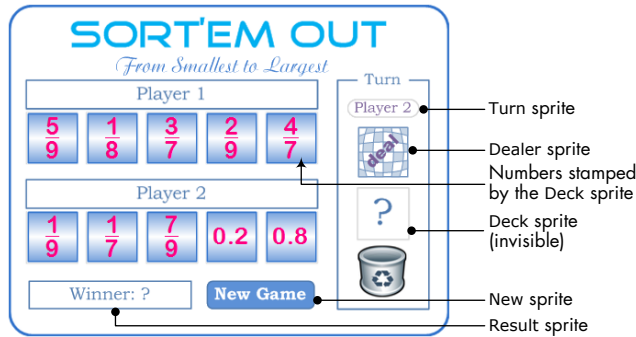 SORT'EM OUT
From Smallest to Largest
Player 1
5/9 1/8 3/7 2/9 4/7
Player 2
1/9 1/7 7/9 0.2 0.8
Winner: ?
New Game
Turn
Player 2
deal
?
Turn sprite
Dealer sprite
Numbers stamped
by the Deck sprite
Deck sprite
(invisible)
New sprite
Result sprite